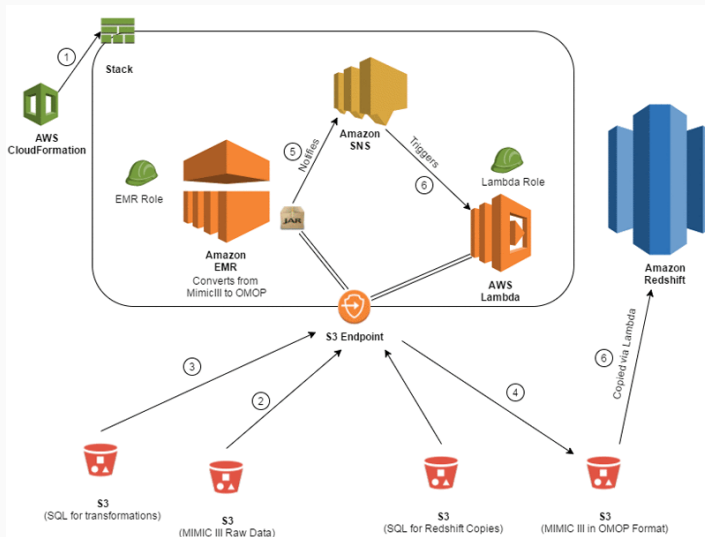 1
Stack
AWS
CloudFormation
Amazon
SNS
5
Notifies
Triggers
6
EMR Role
Lambda Role
JAR
Amazon
EMR
Converts from
MimicIII to OMOP
AWS
Lambda
Amazon
Redshift
S3 Endpoint
3
2
4
6
Copied via Lambda
S3
(SQL for transformations)
S3
(MIMIC III Raw Data)
S3
(SQL for Redshift Copies)
S3
(MIMIC III in OMOP Format)